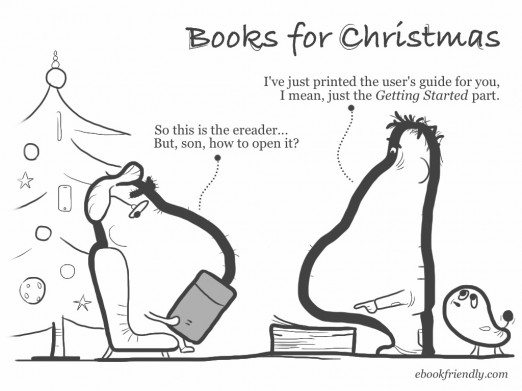 Books for Christmas
I've just printed the user's guide for you,
I mean, just the Getting Started part.
So this is the ereader...
But, son, how to open it?
ebookfriendly.com